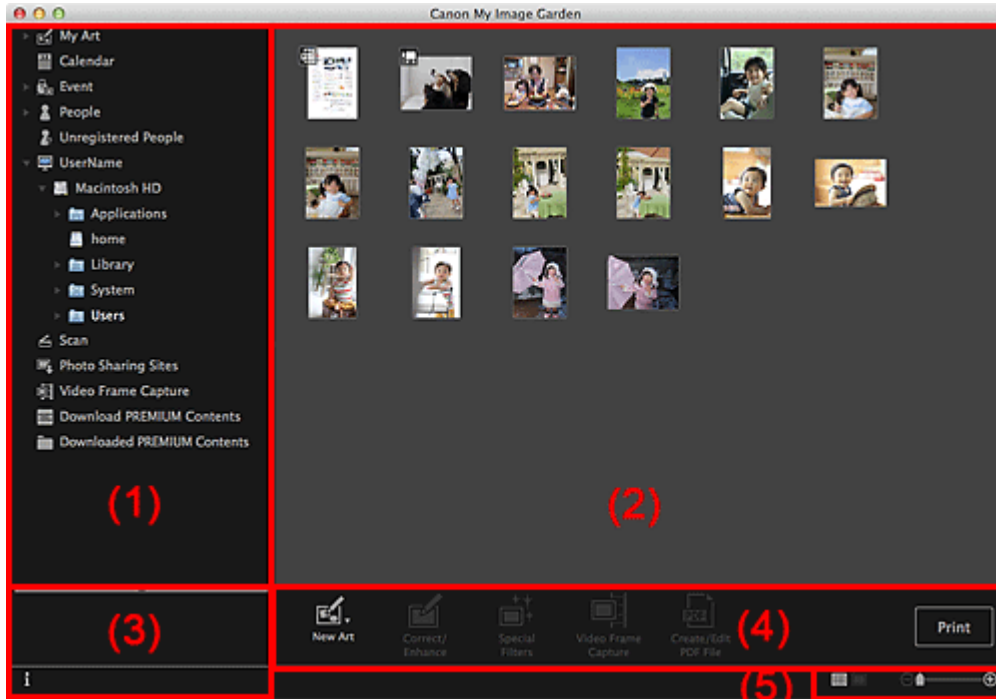 Canon My Image Garden
My Art
Calendar
Event
People
Unregistered People
UserName
Macintosh HD
Applications
home
Library
System
Users
Scan
Photo Sharing Sites
Video Frame Capture
Download PREMIUM Contents
Downloaded PREMIUM Contents
(1)
(2)
(3)
i
New Art
Correct/
Enhance
Special
Filters
Video Frame
Capture
Create/Edit
PDF File
(4)
Print
(5)